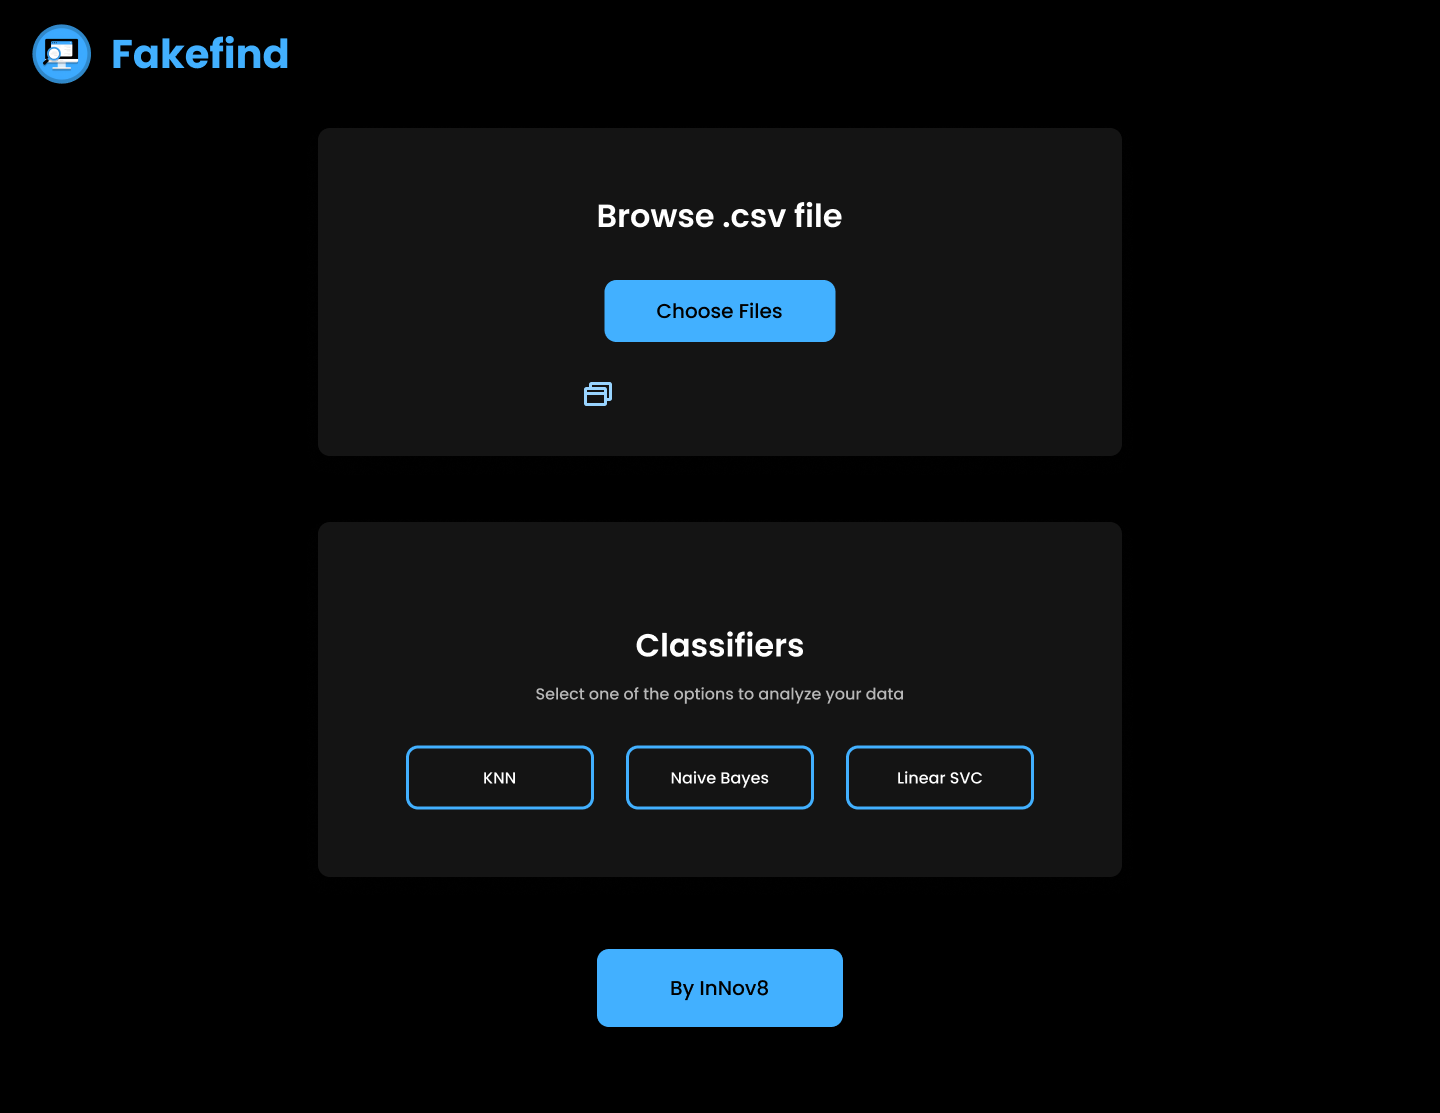 Fakefind
Browse .csv file
Choose Files
Classifiers
Select one of the options to analyze your data
KNN
Naive Bayes
Linear SVC
By InNov8